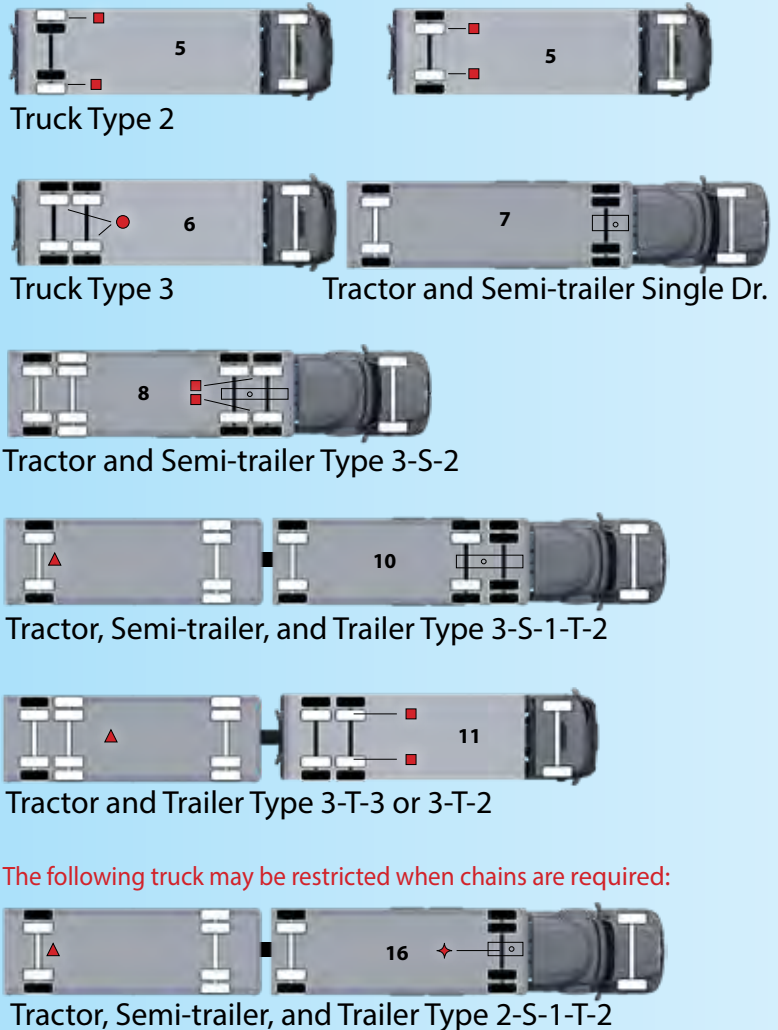 5 5
Truck Type 2
6 7
Truck Type 3 Tractor and Semi-trailer Single Dr.
8
Tractor and Semi-trailer Type 3-S-2
10
Tractor, Semi-trailer, and Trailer Type 3-S-1-T-2
11
Tractor and Trailer Type 3-T-3 or 3-T-2
The following truck may be restricted when chains are required:
16
Tractor, Semi-trailer, and Trailer Type 2-S-1-T-2